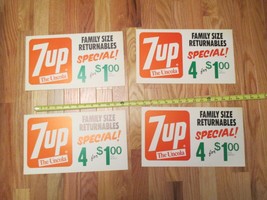 7up
The Uncola
FAMILY SIZE
RETURNABLES
SPECIAL!
4 for $1.00
7up
The Uncola
FAMILY SIZE
RETURNABLES
SPECIAL!
4 for $1.00
7up
The Uncola
FAMILY SIZE
RETURNABLES
SPECIAL!
4 for $1.00
7up
The Uncola
FAMILY SIZE
RETURNABLES
SPECIAL!
4 for $1.00